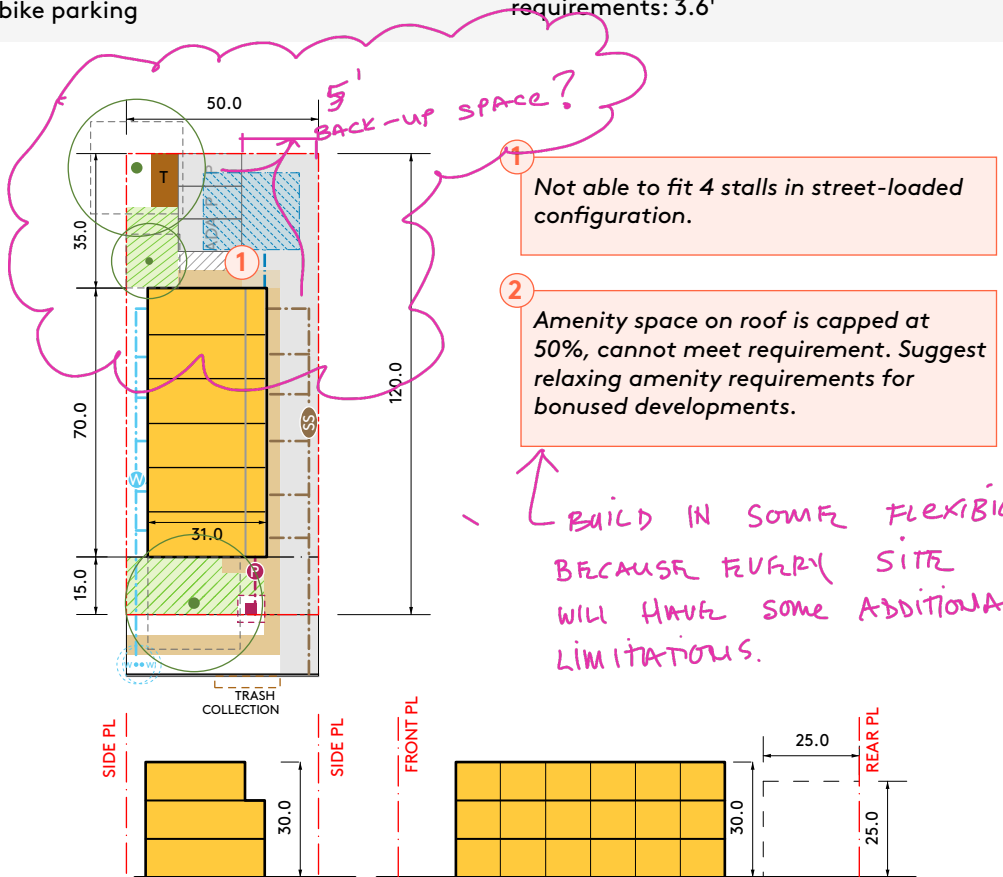 bike parking
requirements: 3.6'
50.0
5'
BACK-UP SPACE?
T
35.0
ADA
1
1
Not able to fit 4 stalls in street-loaded
configuration.
2
Amenity space on roof is capped at
50%, cannot meet requirement. Suggest
relaxing amenity requirements for
bonused developments.
120.0
70.0
SS
W
31.0
BUILD IN SOME FLEXIBIL
BECAUSE EVERY SITE
WILL HAVE SOME ADDITIONA
LIMITATIONS.
P
15.0
W
W
TRASH
COLLECTION
SIDE PL
SIDE PL
FRONT PL
REAR PL
25.0
30.0
30.0
25.0